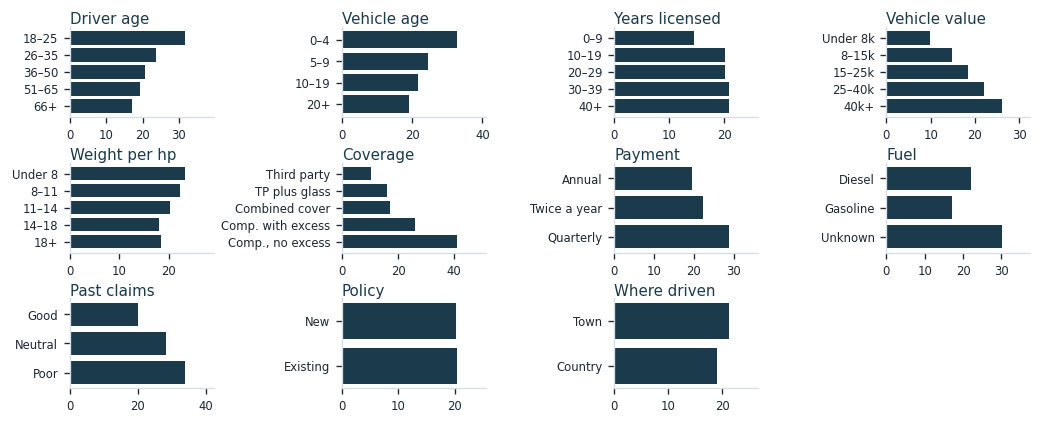 Driver age
18–25
26–35
36–50
51–65
66+
0 10 20 30
Vehicle age
0–4
5–9
10–19
20+
0 20 40
Years licensed
0–9
10–19
20–29
30–39
40+
0 10 20
Vehicle value
Under 8k
8–15k
15–25k
25–40k
40k+
0 10 20 30
Weight per hp
Under 8
8–11
11–14
14–18
18+
0 10 20
Coverage
Third party
TP plus glass
Combined cover
Comp. with excess
Comp., no excess
0 20 40
Payment
Annual
Twice a year
Quarterly
0 10 20 30
Fuel
Diesel
Gasoline
Unknown
0 10 20 30
Past claims
Good
Neutral
Poor
0 20 40
Policy
New
Existing
0 10 20
Where driven
Town
Country
0 10 20